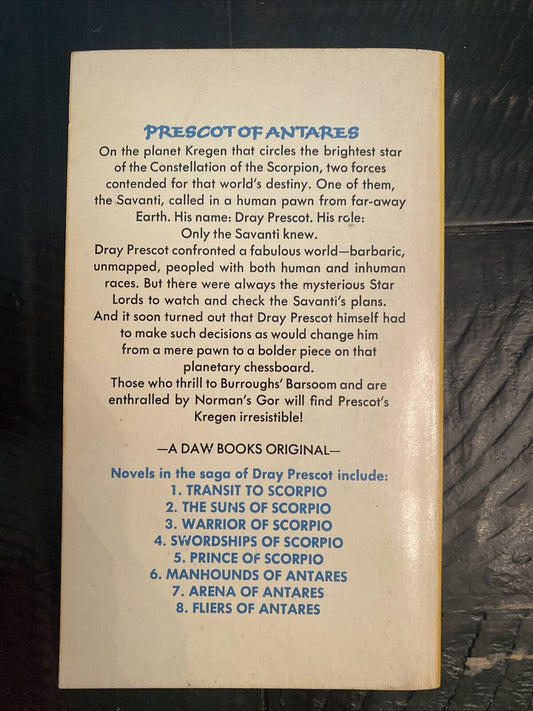 PRESCOT OF ANTARES
On the planet Kregen that circles the brightest star
of the Constellation of the Scorpion, two forces
contended for that world's destiny. One of them,
the Savanti, called in a human pawn from far-away
Earth. His name: Dray Prescot. His role:
Only the Savanti knew.
Dray Prescot confronted a fabulous world—barbaric,
unmapped, peopled with both human and inhuman
races. But there were always the mysterious Star
Lords to watch and check the Savanti's plans.
And it soon turned out that Dray Prescot himself had
to make such decisions as would change him
from a mere pawn to a bolder piece on that
planetary chessboard.
Those who thrill to Burroughs' Barsoom and are
enthralled by Norman's Gor will find Prescot's
Kregen irresistible!
—A DAW BOOKS ORIGINAL—
Novels in the saga of Dray Prescot include:
1. TRANSIT TO SCORPIO
2. THE SUNS OF SCORPIO
3. WARRIOR OF SCORPIO
4. SWORDSHIPS OF SCORPIO
5. PRINCE OF SCORPIO
6. MANHOUNDS OF ANTARES
7. ARENA OF ANTARES
8. FLIERS OF ANTARES